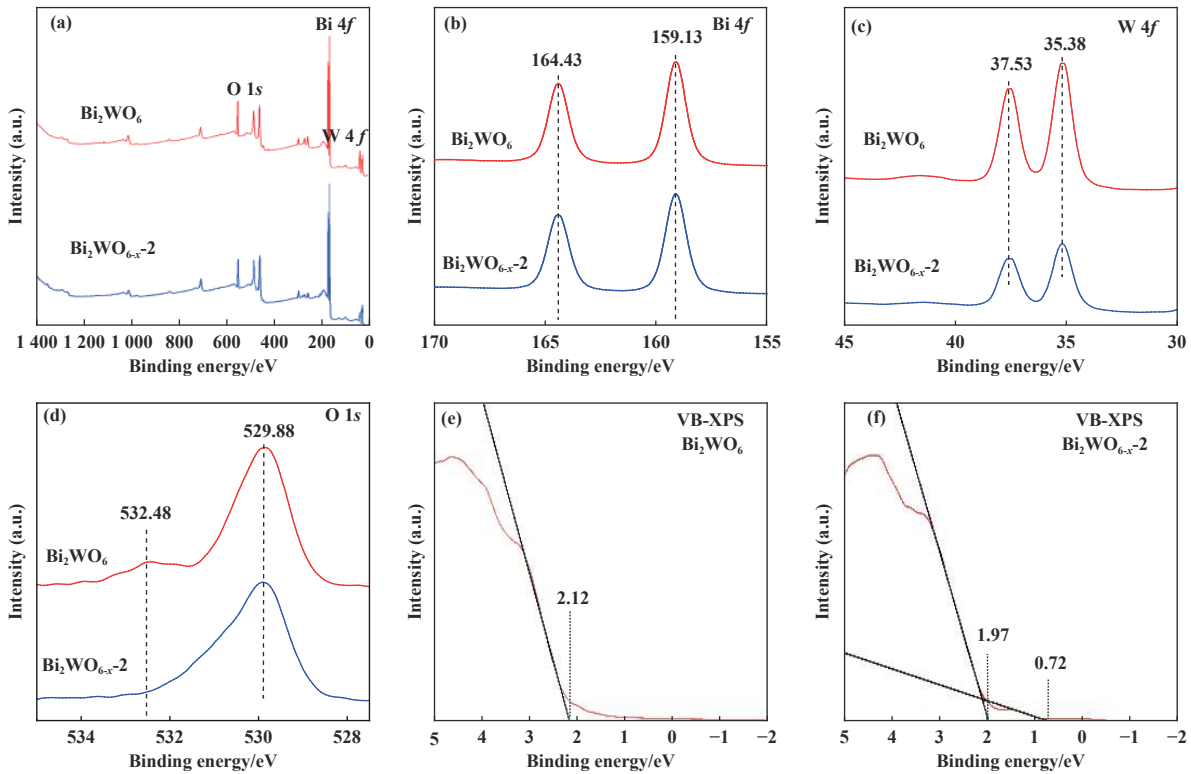 (a)
Bi 4f
O 1s
Bi₂WO₆
W 4f
Bi₂WO₆₋ₓ-2
Intensity (a.u.)
1 400 1 200 1 000 800 600 400 200 0
Binding energy/eV
(b)
Bi 4f
159.13
164.43
Bi₂WO₆
Bi₂WO₆₋ₓ-2
Intensity (a.u.)
170 165 160 155
Binding energy/eV
(c)
W 4f
37.53
35.38
Bi₂WO₆
Bi₂WO₆₋ₓ-2
Intensity (a.u.)
45 40 35 30
Binding energy/eV
(d)
O 1s
529.88
532.48
Bi₂WO₆
Bi₂WO₆₋ₓ-2
Intensity (a.u.)
534 532 530 528
Binding energy/eV
(e)
VB-XPS
Bi₂WO₆
2.12
Intensity (a.u.)
5 4 3 2 1 0 −1 −2
Binding energy/eV
(f)
VB-XPS
Bi₂WO₆₋ₓ-2
1.97
0.72
Intensity (a.u.)
5 4 3 2 1 0 −1 −2
Binding energy/eV